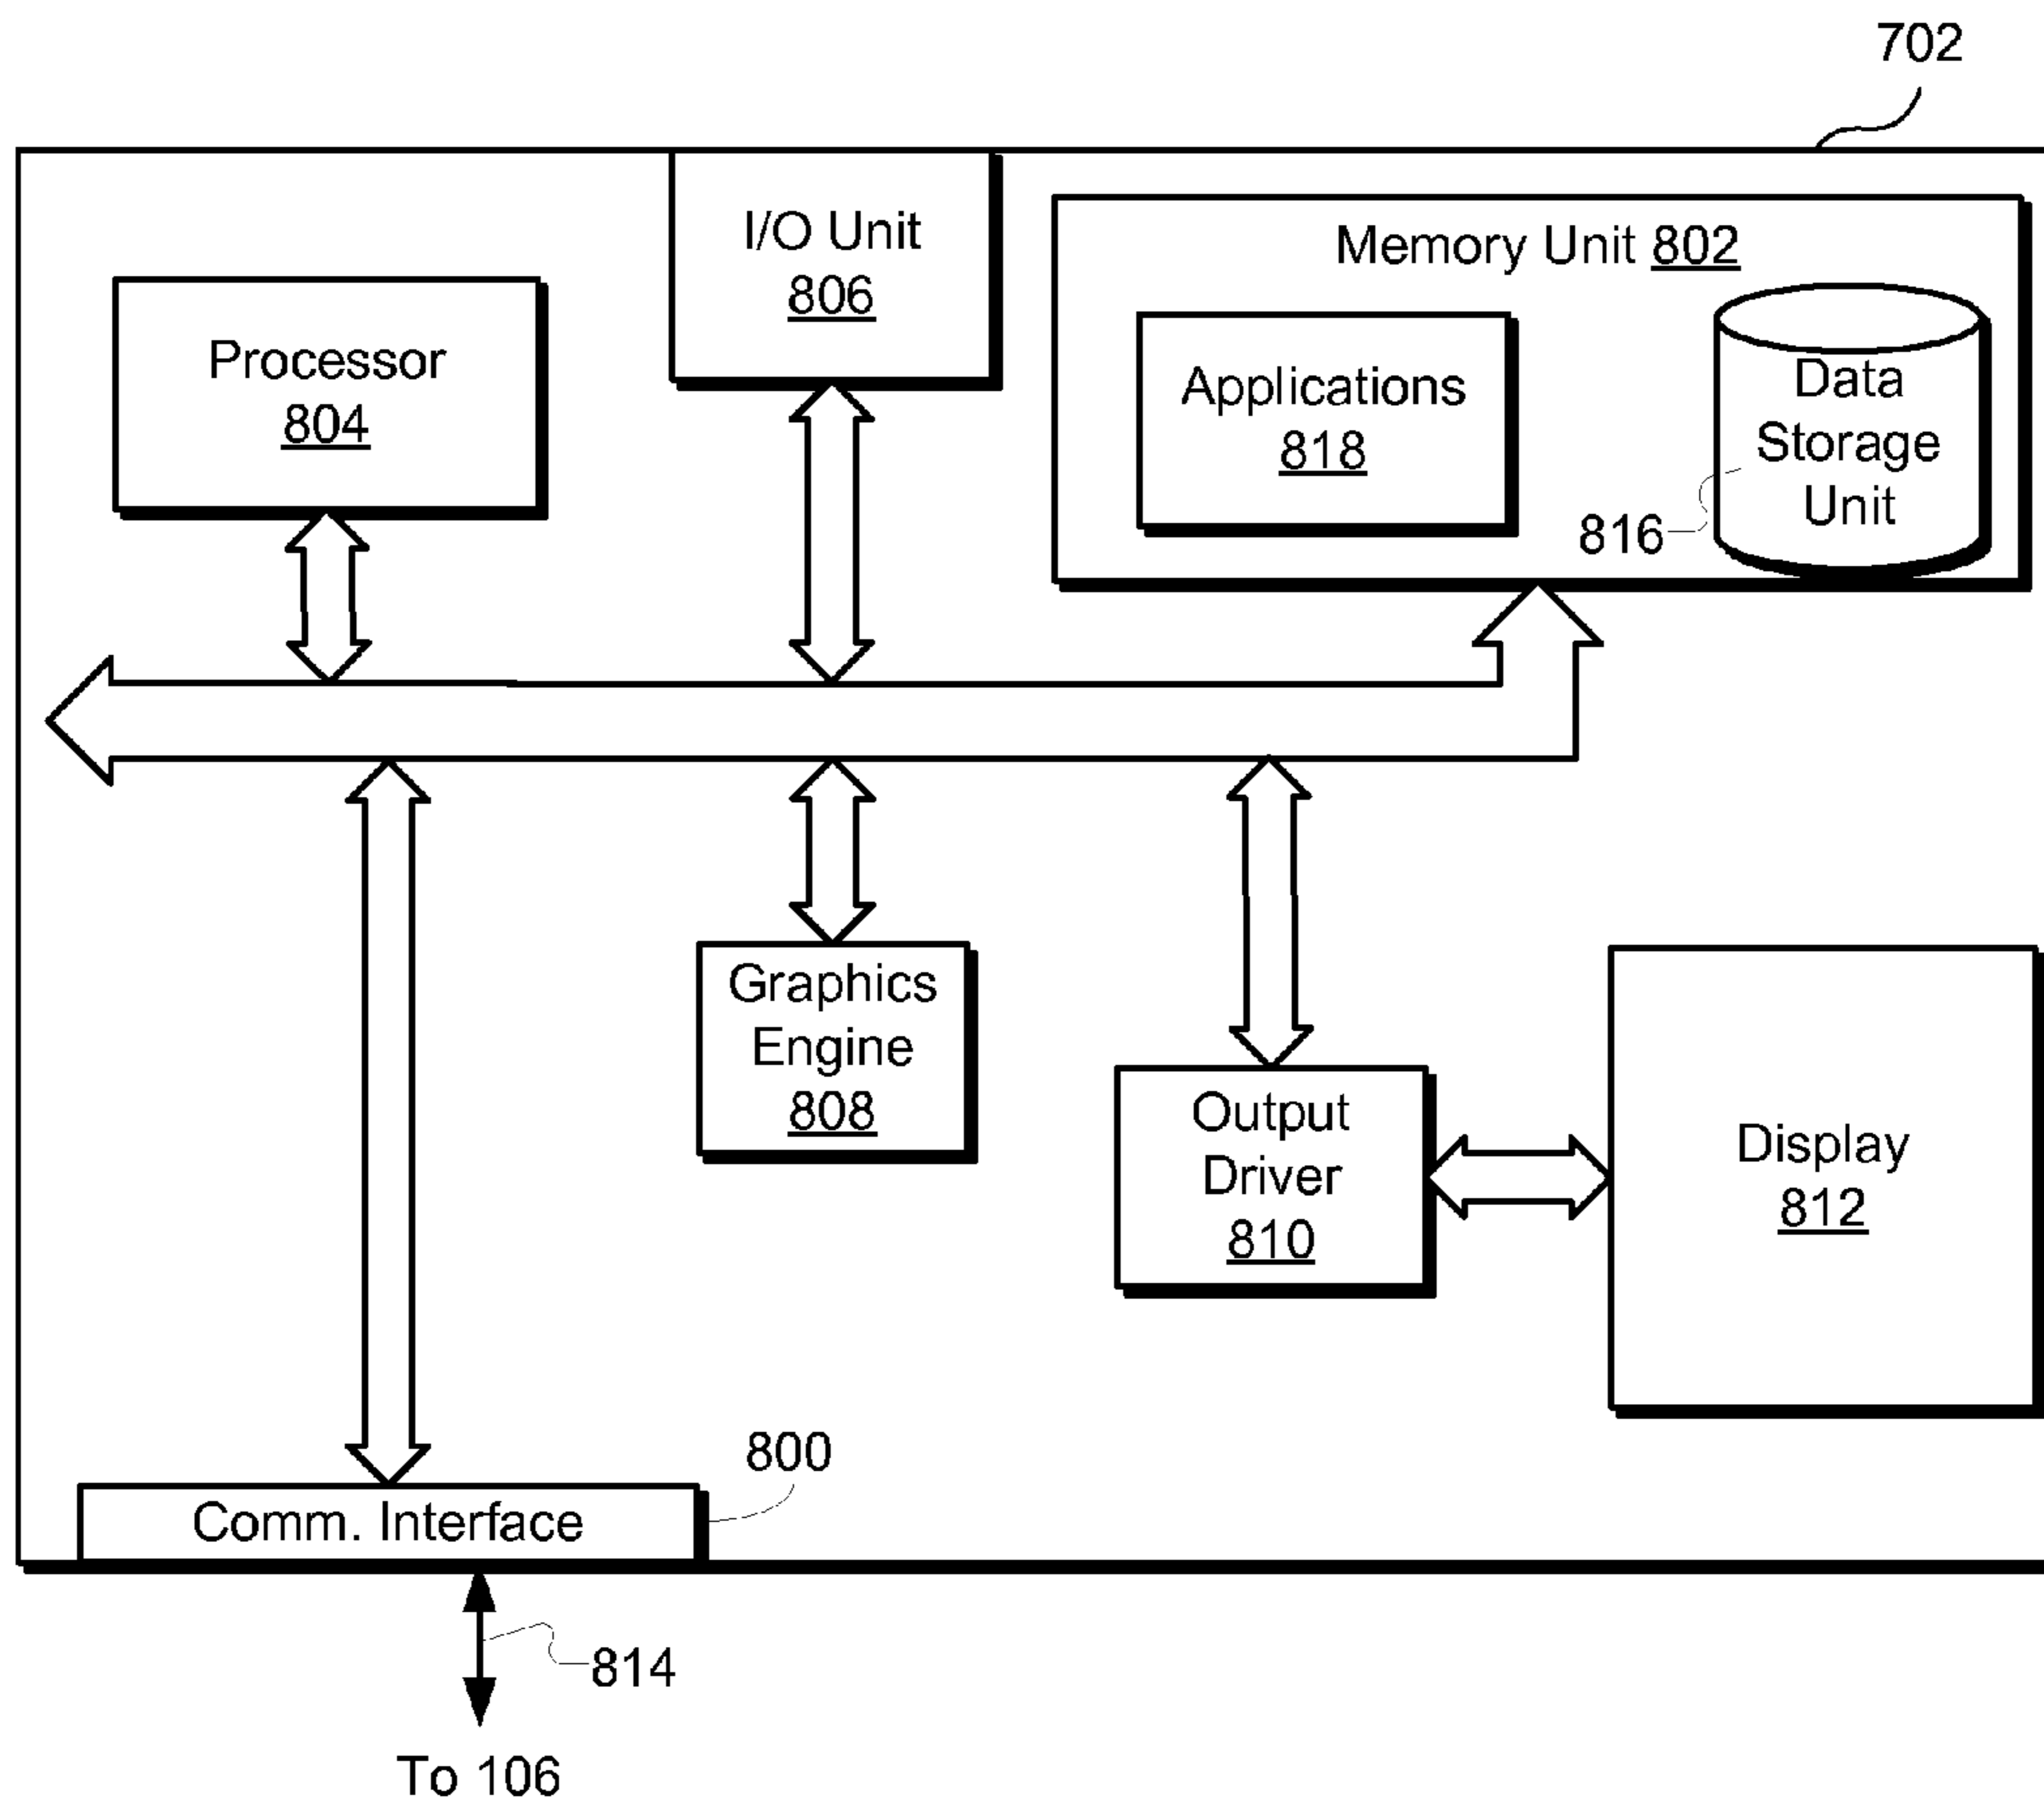 702
I/O Unit
806
Memory Unit 802
Processor
804
Applications
818
Data
Storage
Unit
816
Graphics
Engine
808
Output
Driver
810
Display
812
800
Comm. Interface
814
To 106